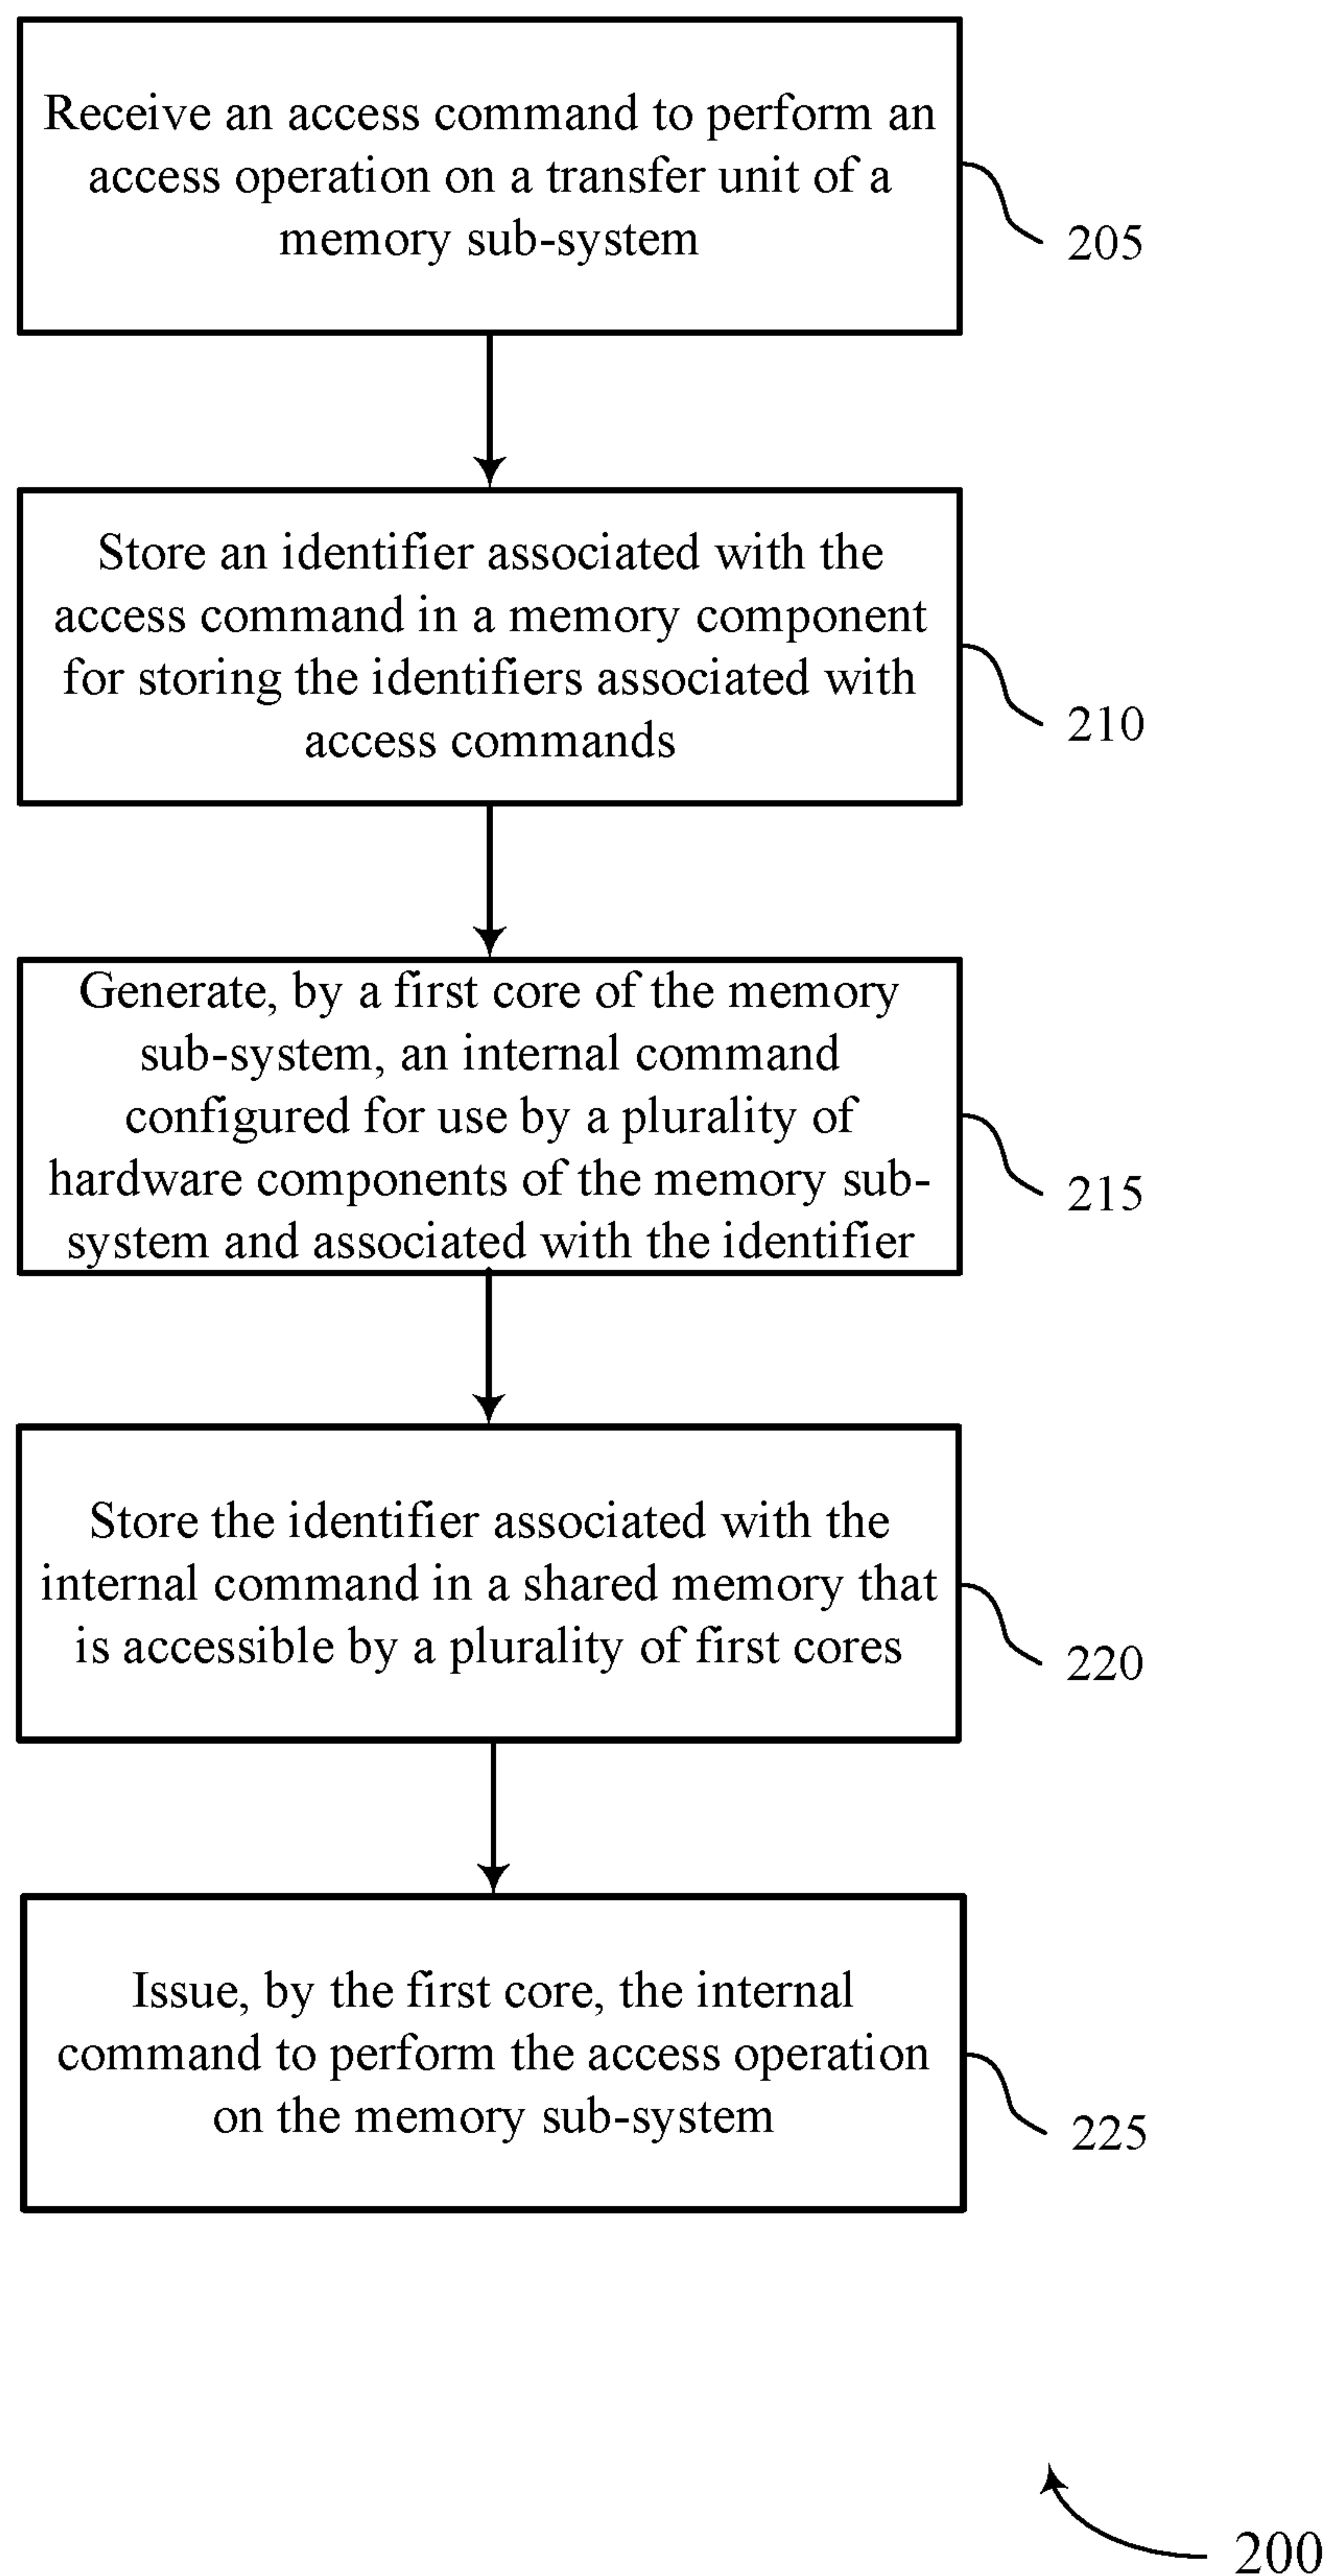 Receive an access command to perform an
access operation on a transfer unit of a
memory sub-system
205
Store an identifier associated with the
access command in a memory component
for storing the identifiers associated with
access commands
210
Generate, by a first core of the memory
sub-system, an internal command
configured for use by a plurality of
hardware components of the memory sub-
system and associated with the identifier
215
Store the identifier associated with the
internal command in a shared memory that
is accessible by a plurality of first cores
220
Issue, by the first core, the internal
command to perform the access operation
on the memory sub-system
225
200